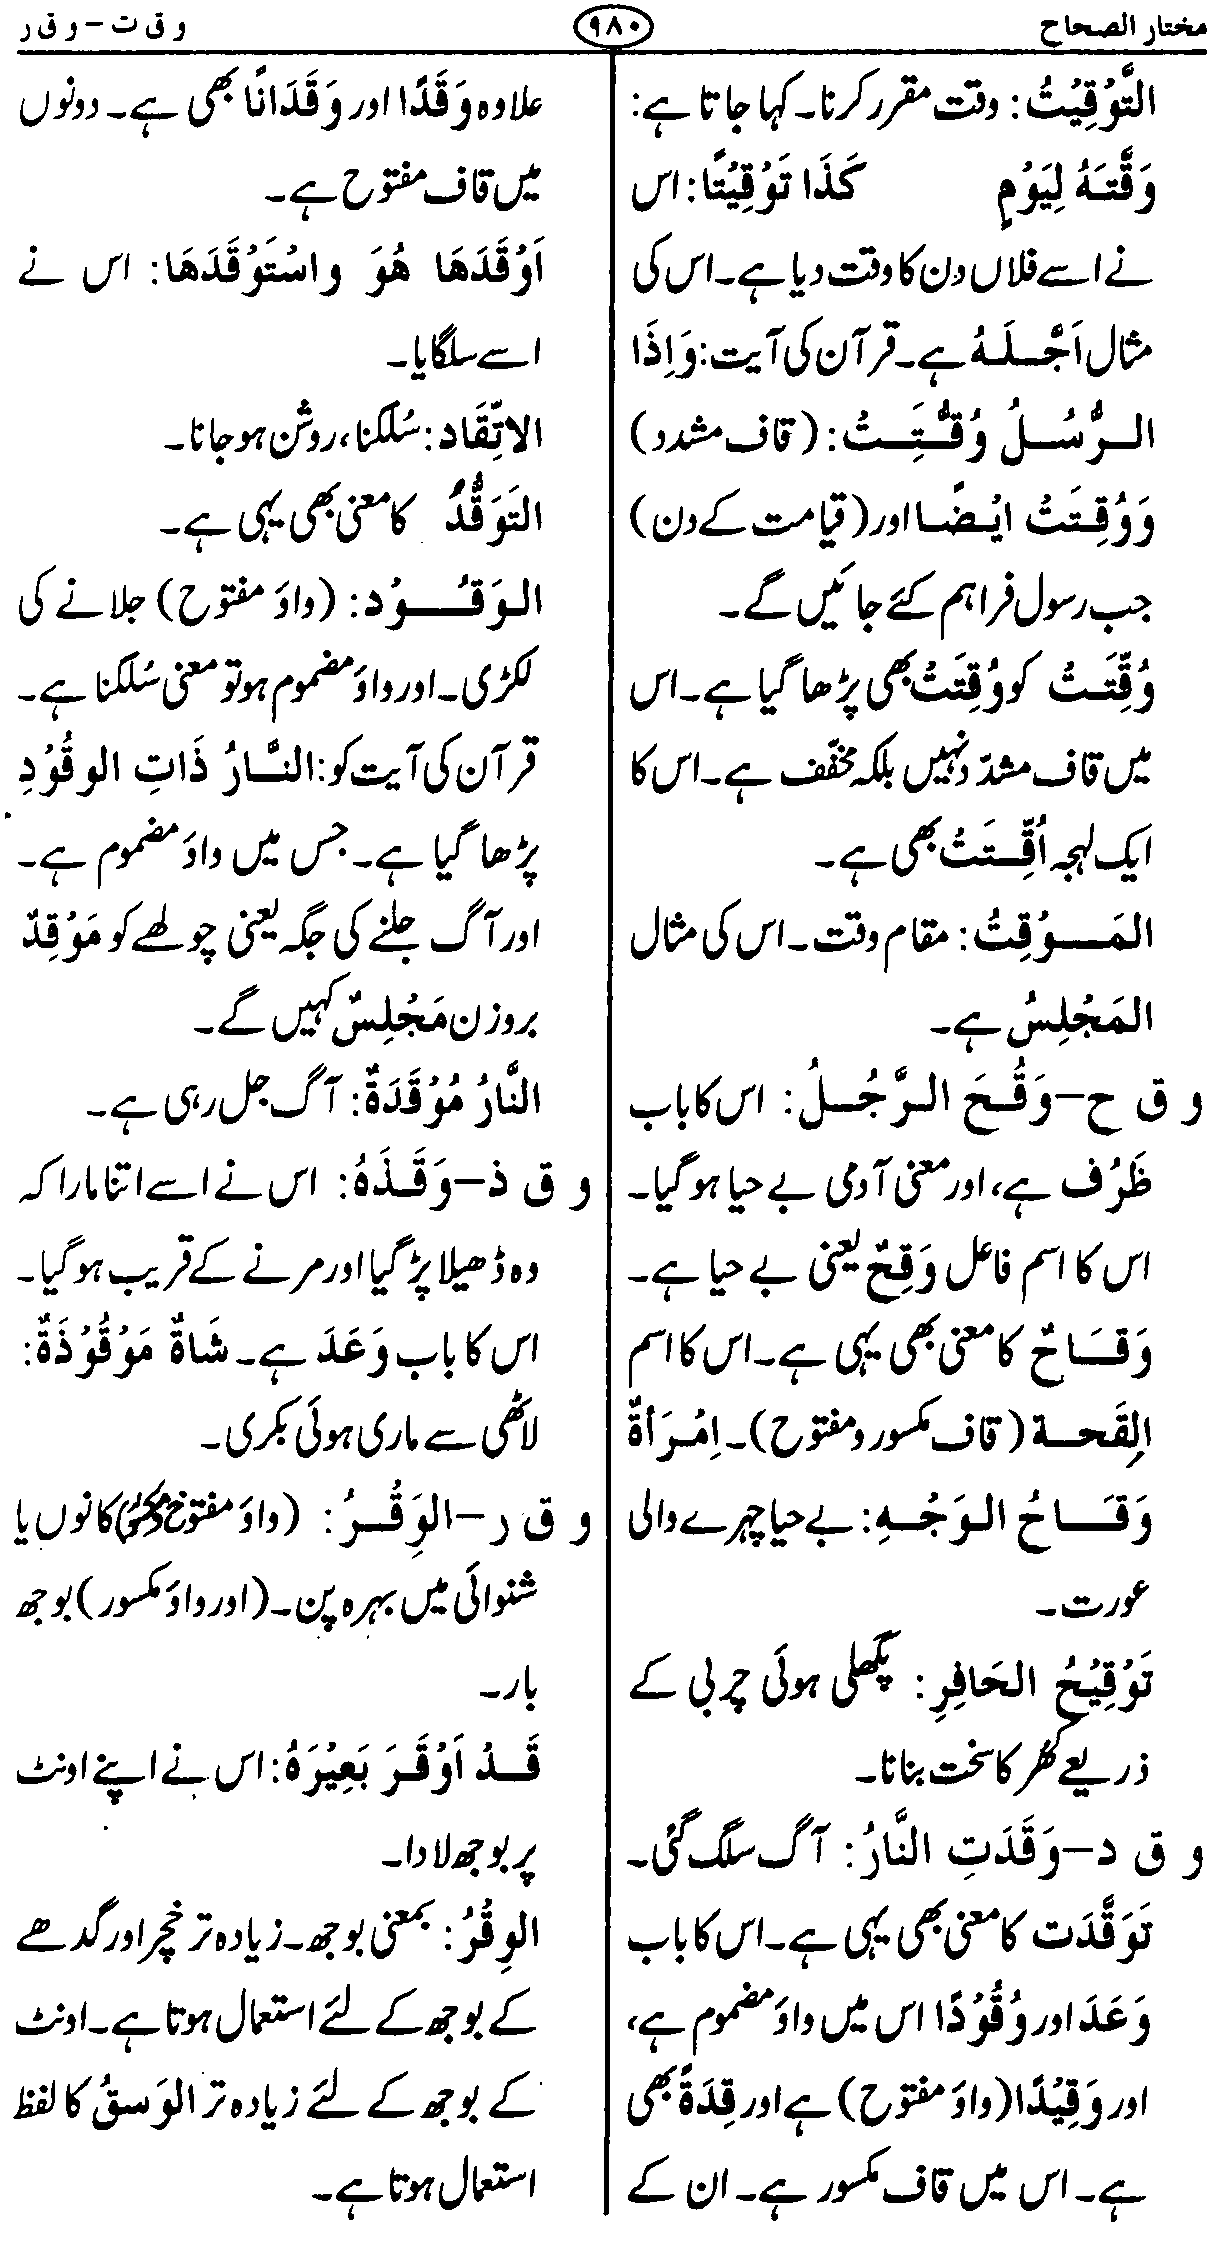 مختار الصحاح
۹۸۰
و ق ت – و ق ر
التَّوْقِیْتُ: وقت مقرر کرنا۔ کہا جاتا ہے:
وَقَّتَهُ لِیَوْمٍ کَذَا تَوْقِیْتًا: اس
نے اسے فلاں دن کا وقت دیا ہے۔ اس کی
مثال اَجَّلَهُ ہے۔ قرآن کی آیت: وَاِذَا
الرُّسُلُ وُقِّتَتْ: (قاف مشدد)
وَوُقِتَتْ ایْضًا اور (قیامت کے دن)
جب رسول فراہم کئے جائیں گے۔
وُقِّتَتْ کو وُقِتَتْ بھی پڑھا گیا ہے۔ اس
میں قاف مشدّد نہیں بلکہ مخفّف ہے۔ اس کا
ایک لہجہ اُقِّتَتْ بھی ہے۔
المَوْقِتُ: مقام وقت۔ اس کی مثال
المَجْلِسُ ہے۔
و ق ح – وَقُحَ الرَّجُلُ: اس کا باب
ظَرُف ہے، اور معنی آدمی بے حیا ہو گیا۔
اس کا اسم فاعل وَقِحٌ یعنی بے حیا ہے۔
وَقَاحٌ کا معنی بھی یہی ہے۔ اس کا اسم
القِحة (قاف مکسور و مفتوح)۔ اِمْرَأةٌ
وَقَاحُ الوَجْهِ: بے حیا چہرے والی
عورت۔
تَوْقِیْحُ الحَافِرِ: پگھلی ہوئی چربی کے
ذریعے کھُر کا سخت بنانا۔
و ق د – وَقَدَتِ النَّارُ: آگ سلگ گئی۔
تَوَقَّدَت کا معنی بھی یہی ہے۔ اس کا باب
وَعَدَ اور وُقُوْدًا اس میں واؤ مضموم ہے،
اور وَقِیْدًا (واؤ مفتوح) ہے اور قِدَةً بھی
ہے۔ اس میں قاف مکسور ہے۔ ان کے
علاوہ وَقَدًا اور وَقَدَانًا بھی ہے۔ دونوں
میں قاف مفتوح ہے۔
اَوْقَدَهَا هُوَ واسْتَوْقَدَهَا: اس نے
اسے سلگایا۔
الاتِّقَاد: سُلگنا، روشن ہو جانا۔
التَوَقُّدُ کا معنی بھی یہی ہے۔
الوَقُوْد: (واؤ مفتوح) جلانے کی
لکڑی۔ اور واؤ مضموم ہو تو معنی سُلگنا ہے۔
قرآن کی آیت کو: النَّارُ ذَاتِ الوقُوْدِ
پڑھا گیا ہے۔ جس میں واؤ مضموم ہے۔
اور آگ جلنے کی جگہ یعنی چولھے کو مَوْقِدٌ
بروزن مَجْلِسٌ کہیں گے۔
النَّارُ مُوْقَدَةٌ: آگ جل رہی ہے۔
و ق ذ – وَقَذَهُ: اس نے اسے اتنا مارا کہ
وہ ڈھیلا پڑ گیا اور مرنے کے قریب ہو گیا۔
اس کا باب وَعَدَ ہے۔ شَاةٌ مَوْقُوْذَةٌ:
لاٹھی سے ماری ہوئی بکری۔
و ق ر – الوِقْرُ: (واؤ مفتوح کانوں یا
شنوائی میں بہرہ پن۔ (اور واؤ مکسور) بوجھ
بار۔
قَدْ اَوْقَرَ بَعِیْرَهُ: اس نے اپنے اونٹ
پر بوجھ لادا۔
الوِقْرُ: بمعنی بوجھ۔ زیادہ تر خچر اور گدھے
کے بوجھ کے لئے استعمال ہوتا ہے۔ اونٹ
کے بوجھ کے لئے زیادہ تر الوَسقُ کا لفظ
استعمال ہوتا ہے۔